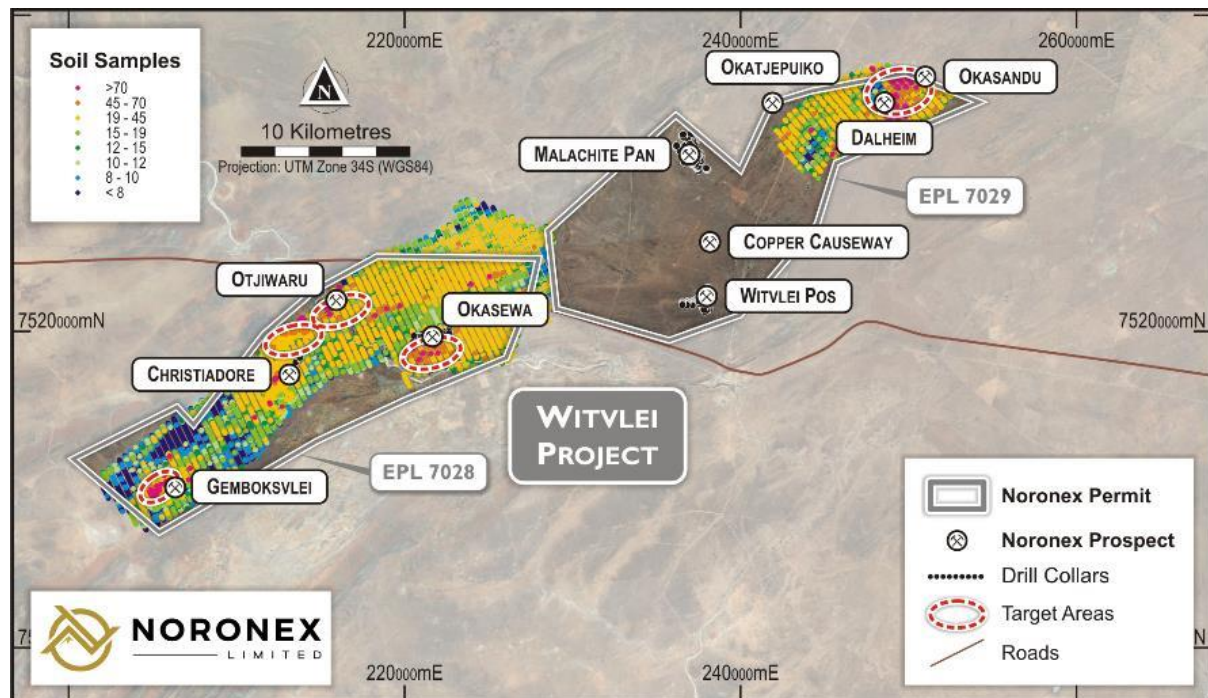 220000mE
240000mE
260000mE
Soil Samples
>70
45 - 70
19 - 45
15 - 19
12 - 15
10 - 12
8 - 10
< 8
N
10 Kilometres
Projection: UTM Zone 34S (WGS84)
OKATJEPUIKO
OKASANDU
DALHEIM
MALACHITE PAN
EPL 7029
COPPER CAUSEWAY
OTJIWARU
WITVLEI POS
OKASEWA
7520000mN
7520000mN
CHRISTIADORE
WITVLEI
PROJECT
EPL 7028
GEMBOKSVLEI
Noronex Permit
Noronex Prospect
Drill Collars
Target Areas
Roads
NORONEX
LIMITED
220000mE
240000mE